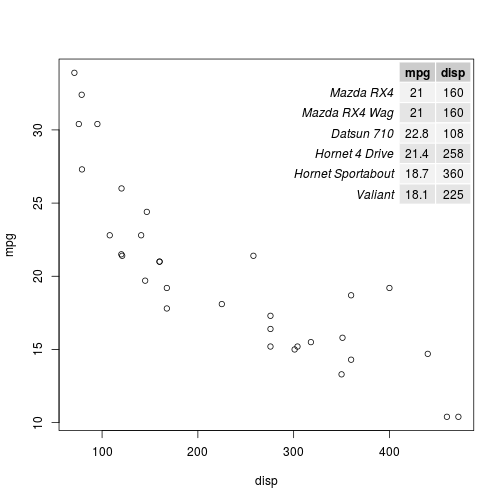 mpg disp
Mazda RX4 21 160
Mazda RX4 Wag 21 160
Datsun 710 22.8 108
Hornet 4 Drive 21.4 258
Hornet Sportabout 18.7 360
Valiant 18.1 225
30
25
20
15
10
mpg
100 200 300 400
disp